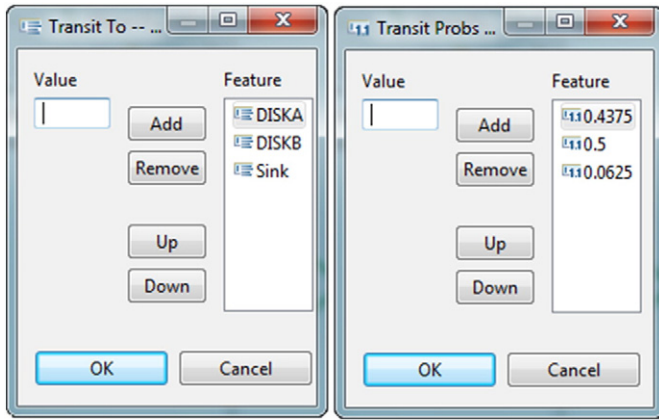 Transit To -- ...
Value
Feature
Add
Remove
Up
Down
DISKA
DISKB
Sink
OK
Cancel
Transit Probs ...
Value
Feature
Add
Remove
Up
Down
0.4375
0.5
0.0625
OK
Cancel